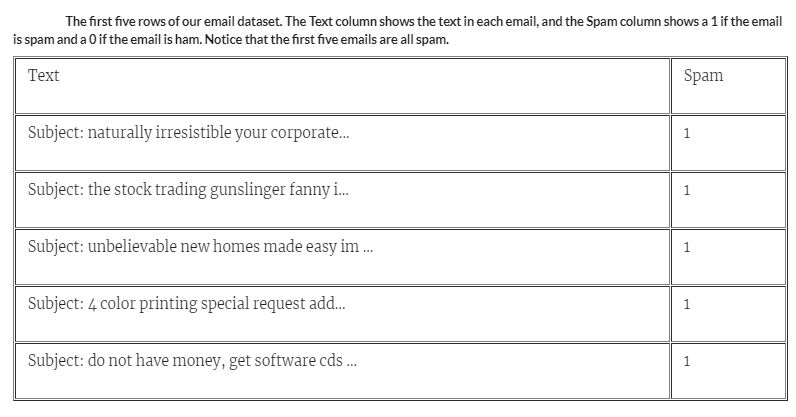 The first five rows of our email dataset. The Text column shows the text in each email, and the Spam column shows a 1 if the email
is spam and a 0 if the email is ham. Notice that the first five emails are all spam.
Text Spam
Subject: naturally irresistible your corporate... 1
Subject: the stock trading gunslinger fanny i... 1
Subject: unbelievable new homes made easy im ... 1
Subject: 4 color printing special request add... 1
Subject: do not have money, get software cds ... 1